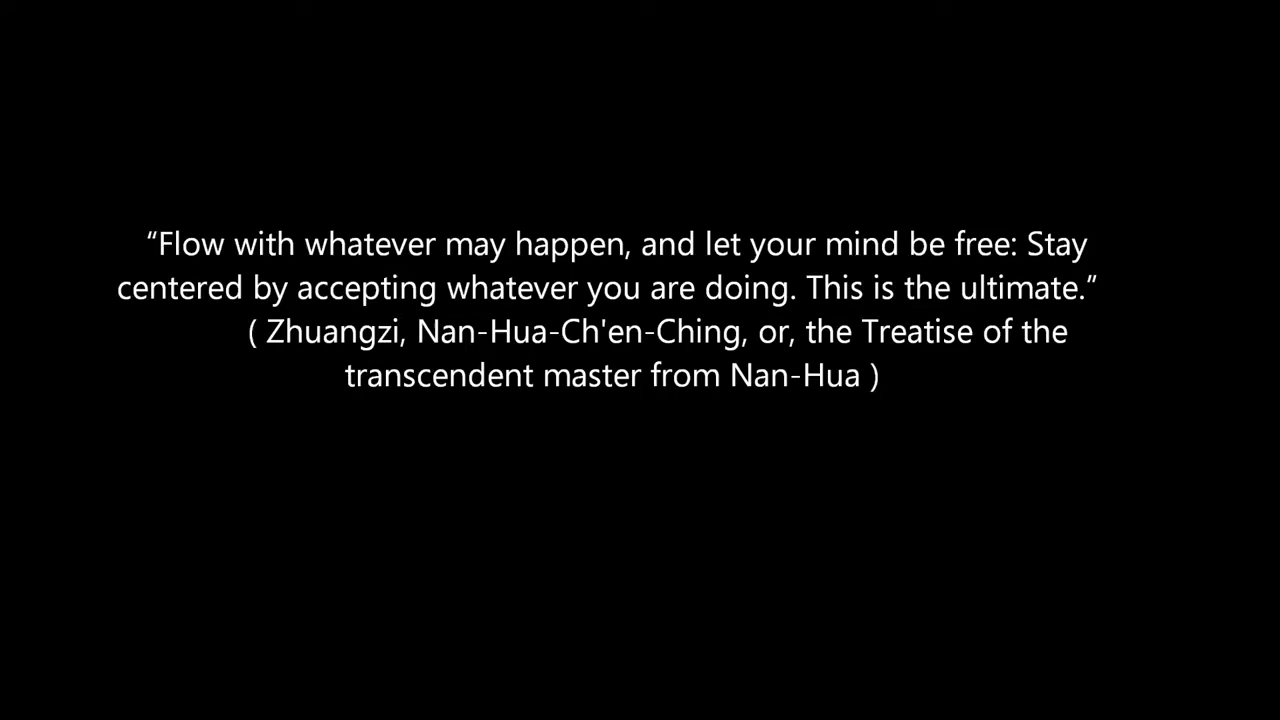 “Flow with whatever may happen, and let your mind be free: Stay
centered by accepting whatever you are doing. This is the ultimate.”
( Zhuangzi, Nan-Hua-Ch'en-Ching, or, the Treatise of the
transcendent master from Nan-Hua )